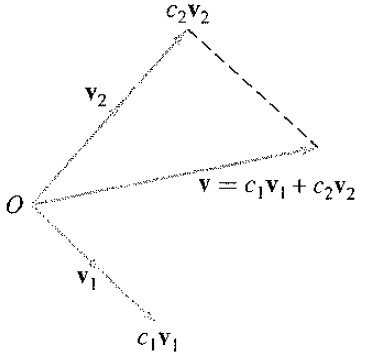 c₂v₂
v₂
v = c₁v₁ + c₂v₂
O
v₁
c₁v₁